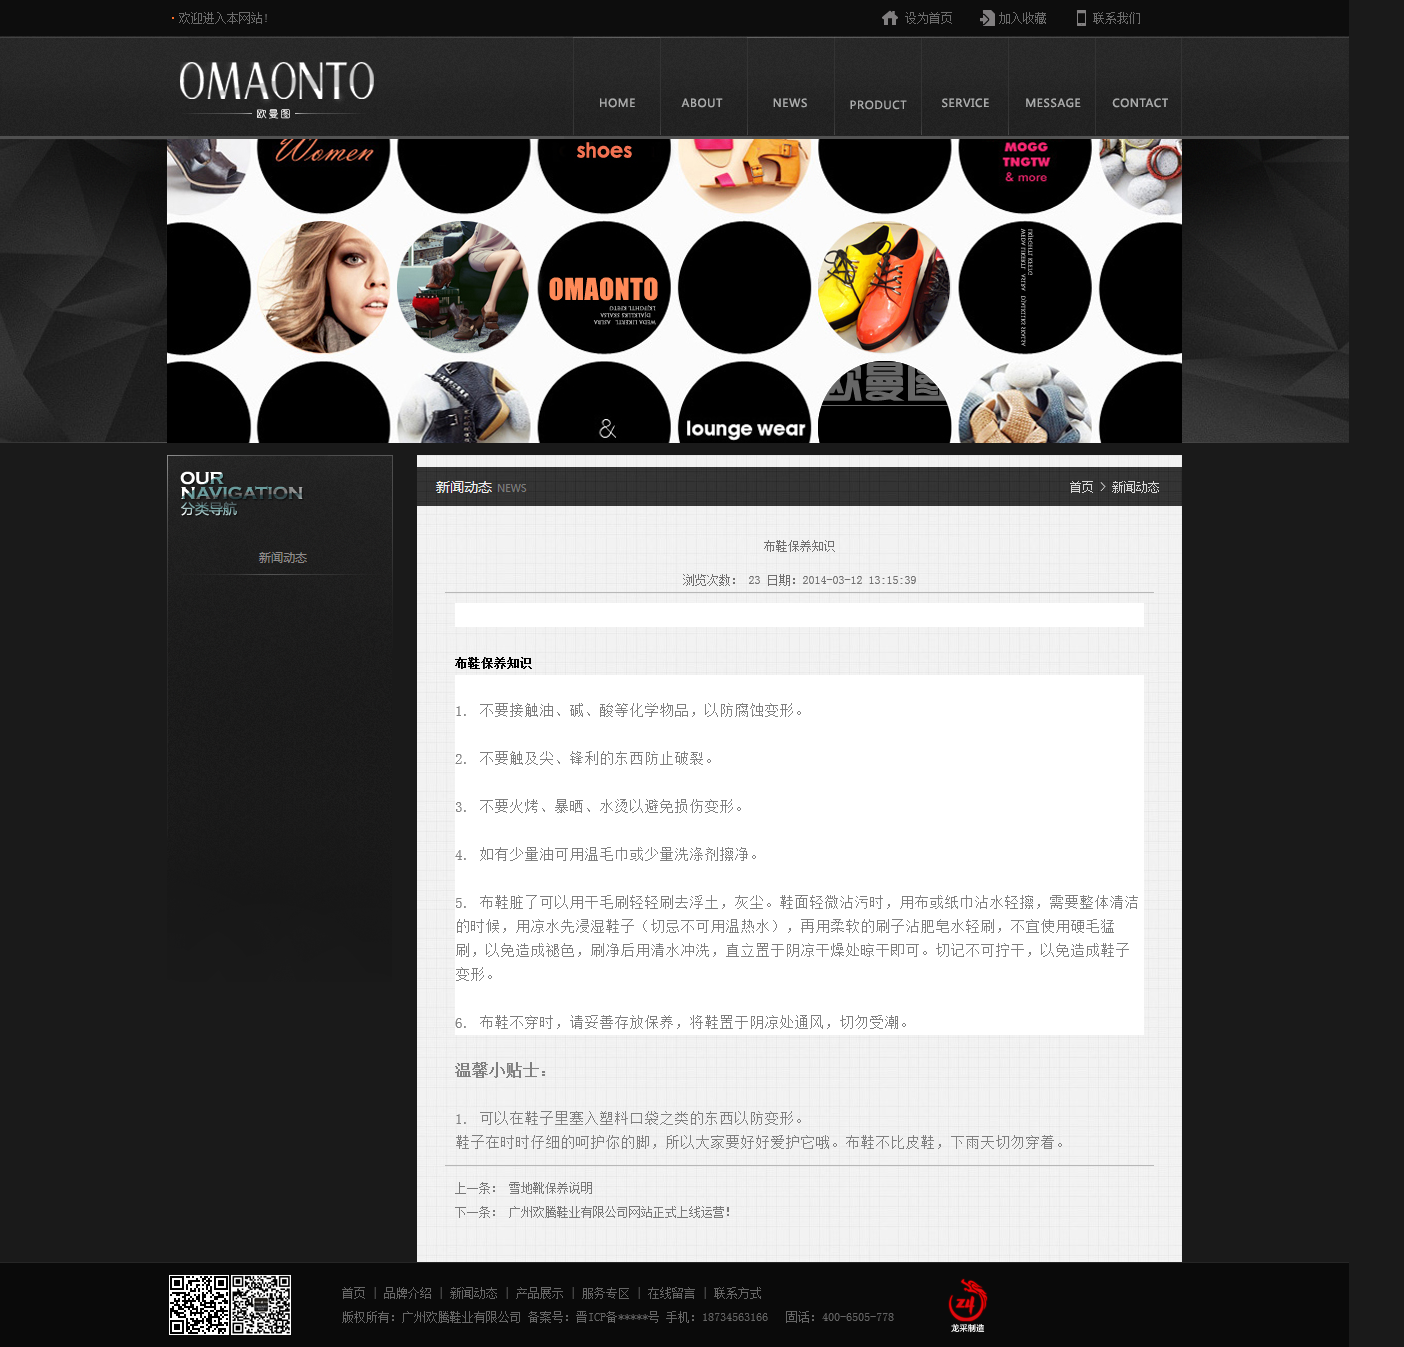 ·欢迎进入本网站!
设为首页 加入收藏 联系我们
OMAONTO
欧曼图
HOME ABOUT NEWS PRODUCT SERVICE MESSAGE CONTACT
Women
shoes
MOGG
TNGTW
& more
OMAONTO
欧曼图
&
lounge wear
OUR
NAVIGATION
分类导航
新闻动态
新闻动态 NEWS
首页 > 新闻动态
布鞋保养知识
浏览次数: 23 日期: 2014-03-12 13:15:39
布鞋保养知识
1. 不要接触油、碱、酸等化学物品，以防腐蚀变形。
2. 不要触及尖、锋利的东西防止破裂。
3. 不要火烤、暴晒、水烫以避免损伤变形。
4. 如有少量油可用温毛巾或少量洗涤剂擦净。
5. 布鞋脏了可以用干毛刷轻轻刷去浮土，灰尘。鞋面轻微沾污时，用布或纸巾沾水轻擦，需要整体清洁
的时候，用凉水先浸湿鞋子（切忌不可用温热水），再用柔软的刷子沾肥皂水轻刷，不宜使用硬毛猛
刷，以免造成褪色，刷净后用清水冲洗，直立置于阴凉干燥处晾干即可。切记不可拧干，以免造成鞋子
变形。
6. 布鞋不穿时，请妥善存放保养，将鞋置于阴凉处通风，切勿受潮。
温馨小贴士：
1. 可以在鞋子里塞入塑料口袋之类的东西以防变形。
鞋子在时时仔细的呵护你的脚，所以大家要好好爱护它哦。布鞋不比皮鞋，下雨天切勿穿着。
上一条: 雪地靴保养说明
下一条: 广州欢腾鞋业有限公司网站正式上线运营!
首页 | 品牌介绍 | 新闻动态 | 产品展示 | 服务专区 | 在线留言 | 联系方式
版权所有: 广州欢腾鞋业有限公司 备案号: 晋ICP备*****号 手机: 18734563166 固话: 400-6505-778
龙采制造